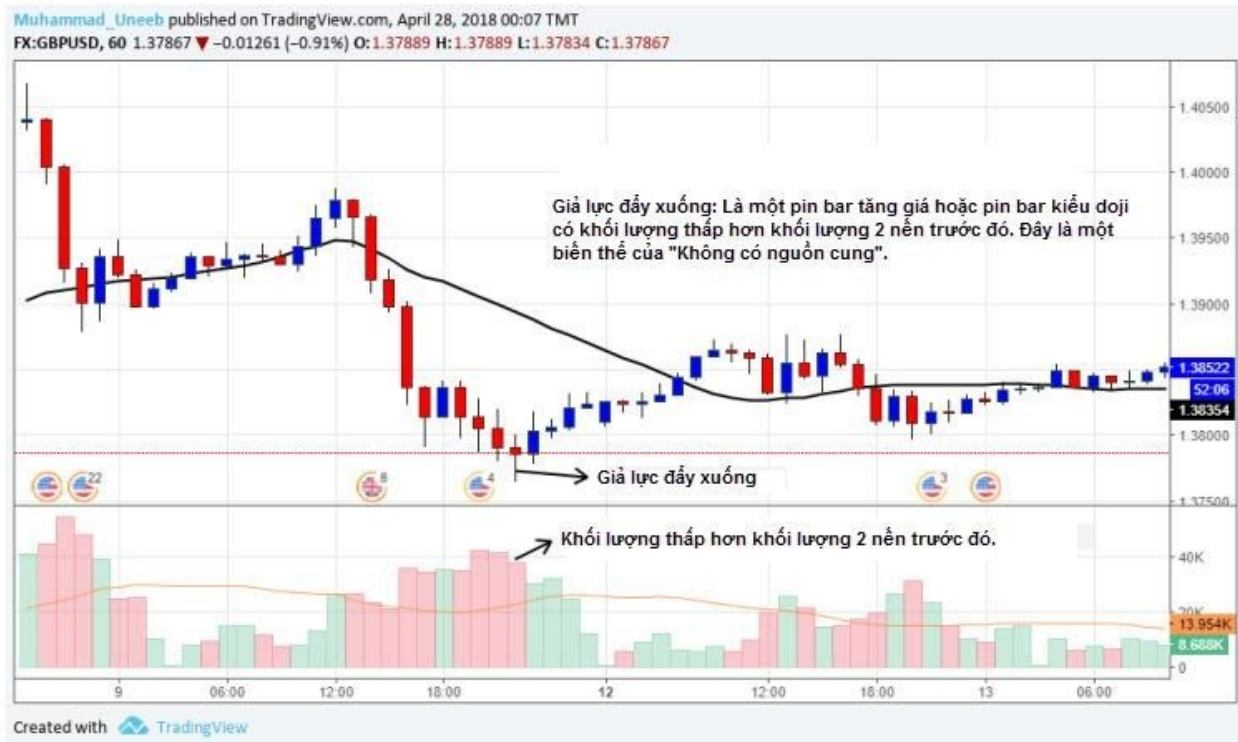 Muhammad_Uneeb published on TradingView.com, April 28, 2018 00:07 TMT
FX:GBPUSD, 60 1.37867 ▼ −0.01261 (−0.91%) O:1.37889 H:1.37889 L:1.37834 C:1.37867
1.40500
1.40000
Giả lực đẩy xuống: Là một pin bar tăng giá hoặc pin bar kiểu doji
có khối lượng thấp hơn khối lượng 2 nến trước đó. Đây là một
biến thể của "Không có nguồn cung".
1.39500
1.39000
1.38522
52:06
1.38354
1.38000
22
8
4
3
Giả lực đẩy xuống
1.37500
Khối lượng thấp hơn khối lượng 2 nến trước đó.
40K
20K
13.954K
8.688K
0
9 06:00 12:00 18:00 12 12:00 18:00 13 06:00
Created with TradingView